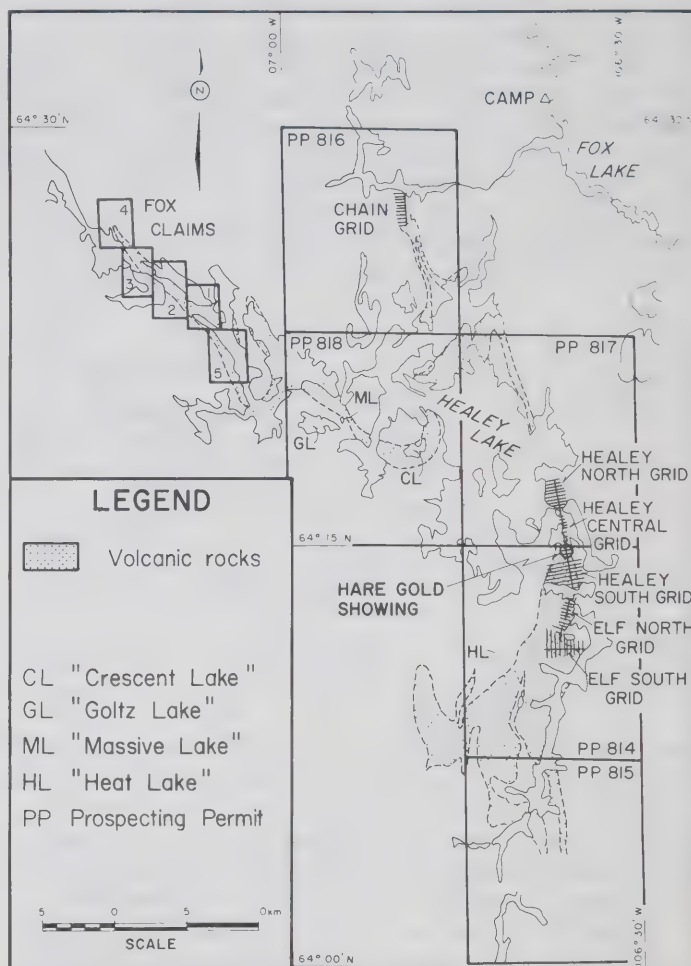 07°00' W
106°30' W
N
CAMP
64°30' N
64°32'
PP 816
FOX
LAKE
4
FOX
CLAIMS
CHAIN
GRID
3
2
5
PP 818
PP 817
ML
HEALEY
LAKE
GL
CL
HEALEY
NORTH GRID
HEALEY
CENTRAL
GRID
LEGEND
Volcanic rocks
64°15' N
HARE GOLD
SHOWING
HEALEY
SOUTH GRID
ELF NORTH
GRID
HL
ELF SOUTH
GRID
CL "Crescent Lake"
GL "Goltz Lake"
ML "Massive Lake"
HL "Heat Lake"
PP Prospecting Permit
PP 814
PP 815
5 0 5 0km
SCALE
64°00' N
106°30' W